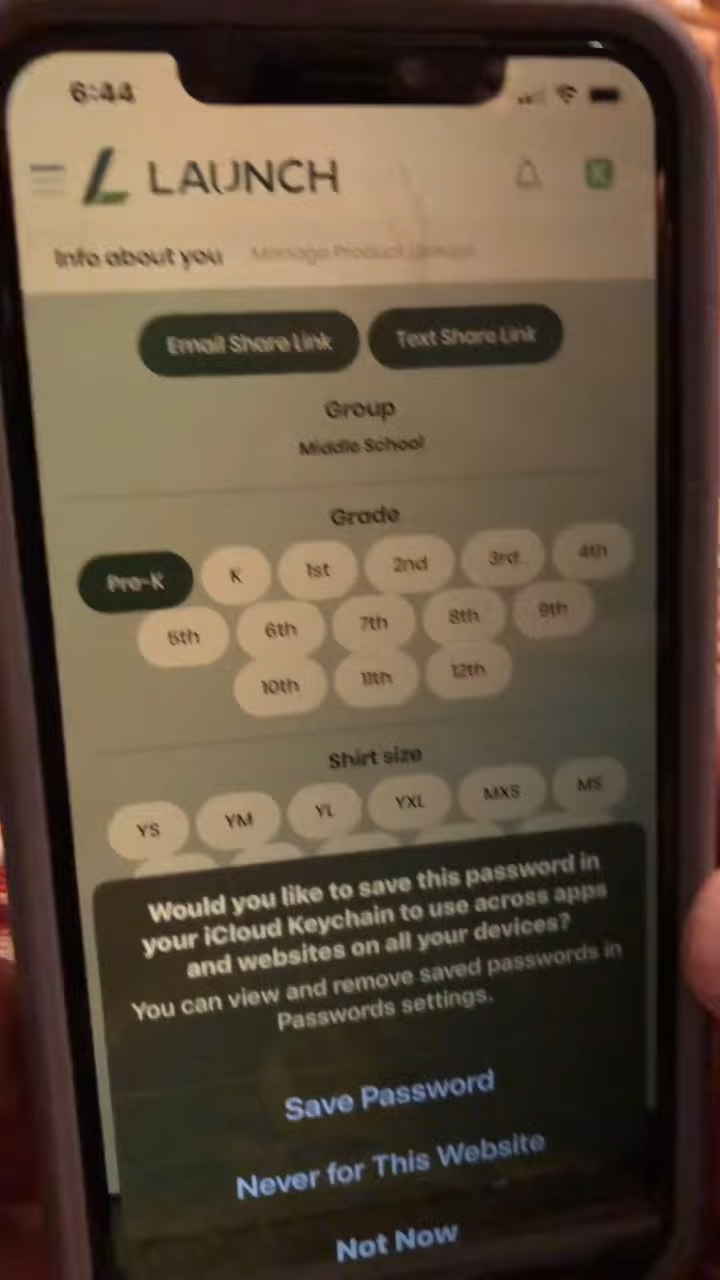 6:44
LAUNCH
K
Info about you Manage Product Groups
Email Share Link Text Share Link
Group
Middle School
Grade
Pre-K K 1st 2nd 3rd 4th
5th 6th 7th 8th 9th
10th 11th 12th
Shirt size
YS YM YL YXL MXS MS
Would you like to save this password in
your iCloud Keychain to use across apps
and websites on all your devices?
You can view and remove saved passwords in
Passwords settings.
Save Password
Never for This Website
Not Now